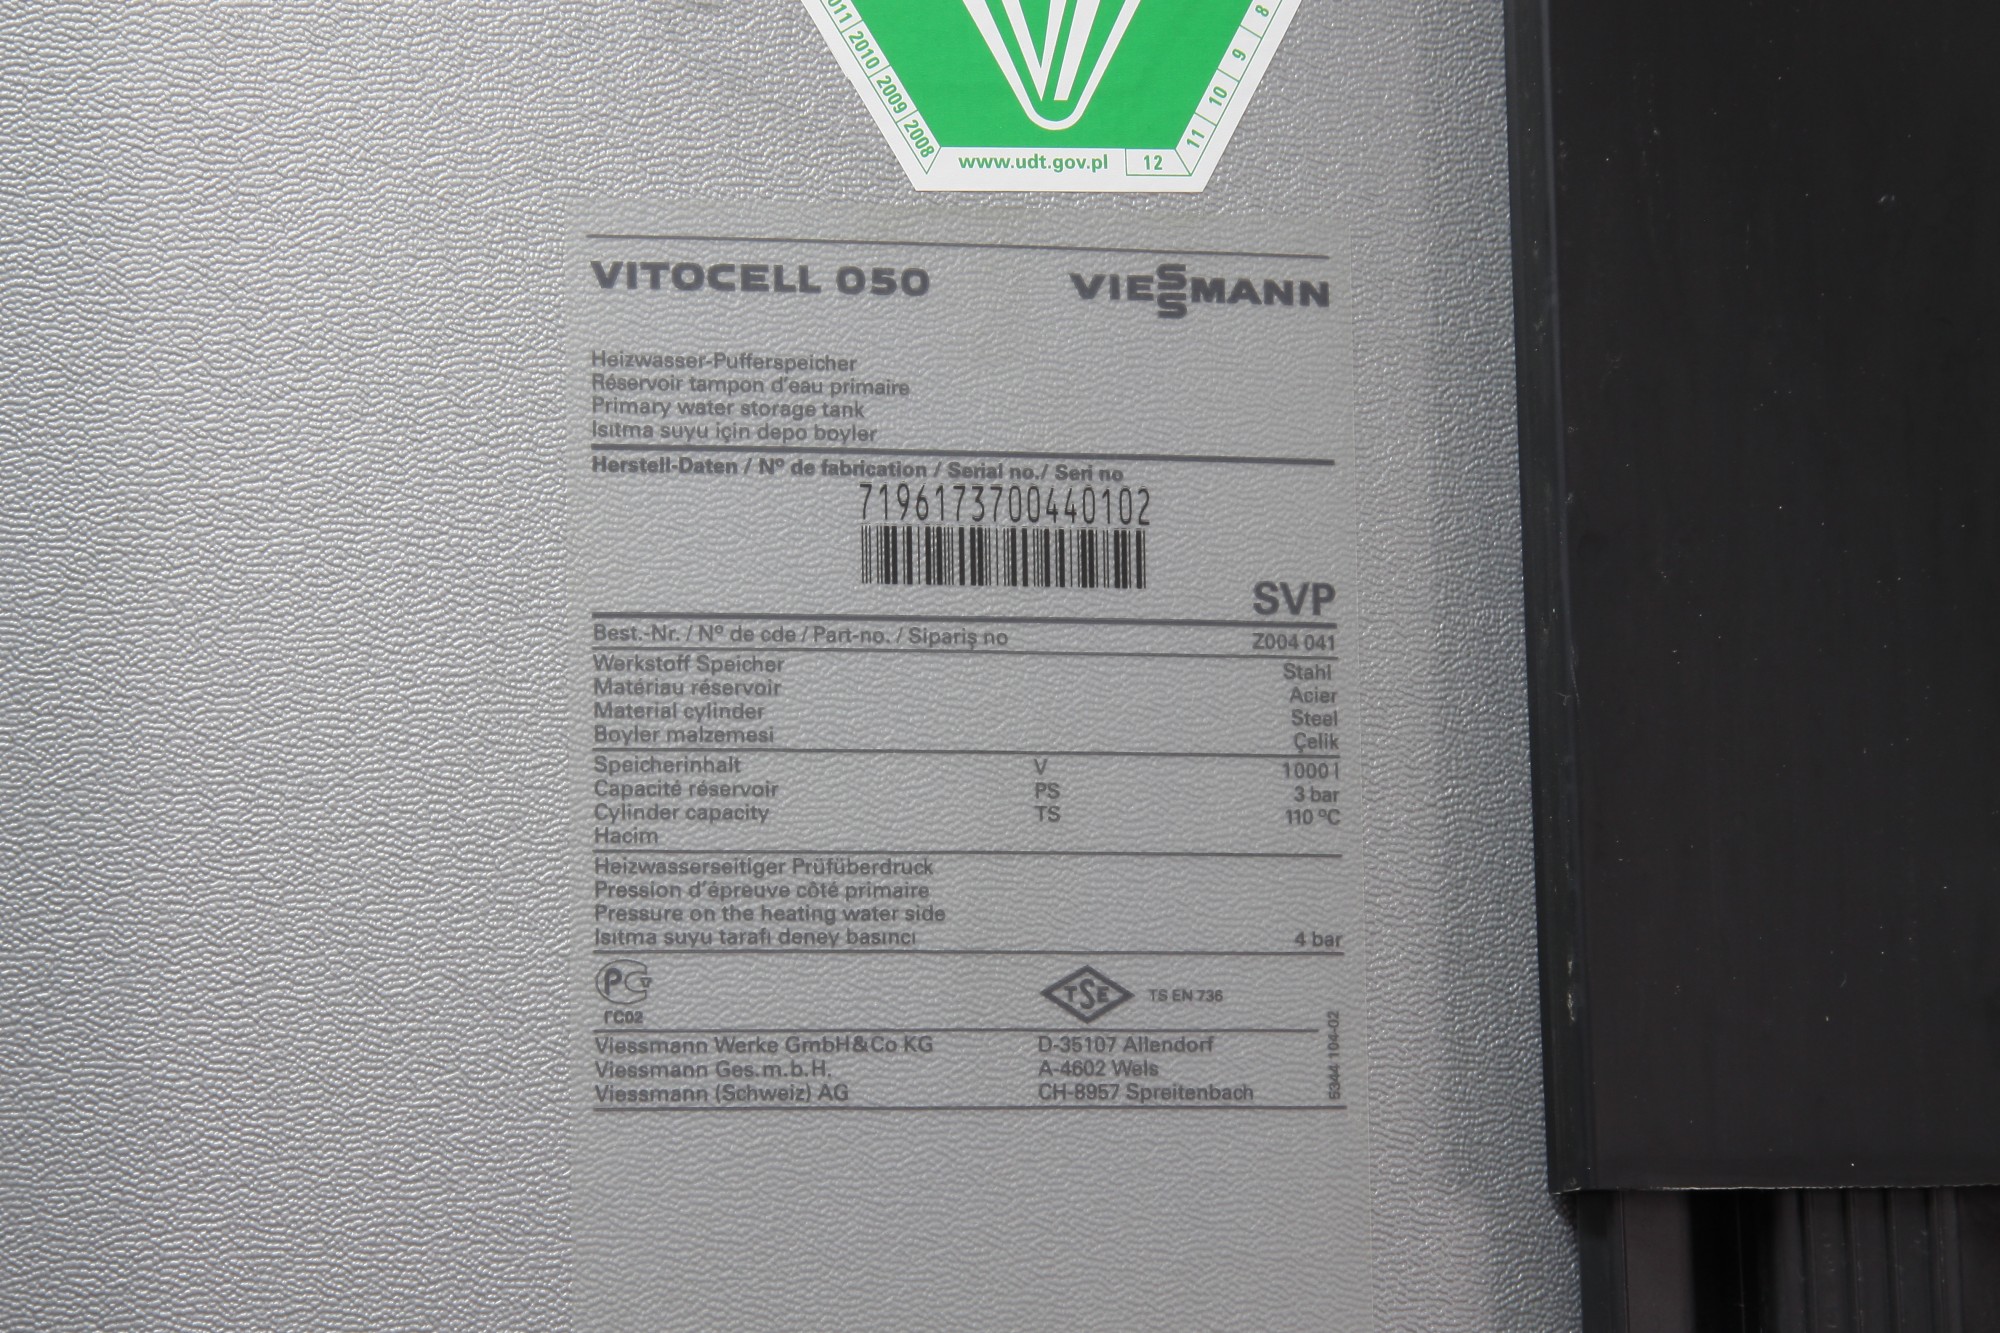 2011 2010 2009 2008
8 9 10 11
www.udt.gov.pl 12
VITOCELL 050 VIESSMANN
Heizwasser-Pufferspeicher
Réservoir tampon d'eau primaire
Primary water storage tank
Isıtma suyu için depo boyler
Herstell-Daten / Nº de fabrication / Serial no./ Seri no
7196173700440102
SVP
Best.-Nr. / Nº de cde / Part-no. / Sipariş no Z004 041
Werkstoff Speicher Stahl
Matériau réservoir Acier
Material cylinder Steel
Boyler malzemesi Çelik
Speicherinhalt V 1000 l
Capacité réservoir PS 3 bar
Cylinder capacity TS 110 ºC
Hacim
Heizwasserseitiger Prüfüberdruck
Pression d'épreuve côté primaire
Pressure on the heating water side
Isıtma suyu tarafı deney basıncı 4 bar
PCT
ГС02
TSE TS EN 736
Viessmann Werke GmbH&Co KG D-35107 Allendorf
Viessmann Ges.m.b.H. A-4602 Wels
Viessmann (Schweiz) AG CH-8957 Spreitenbach
5344 104-02